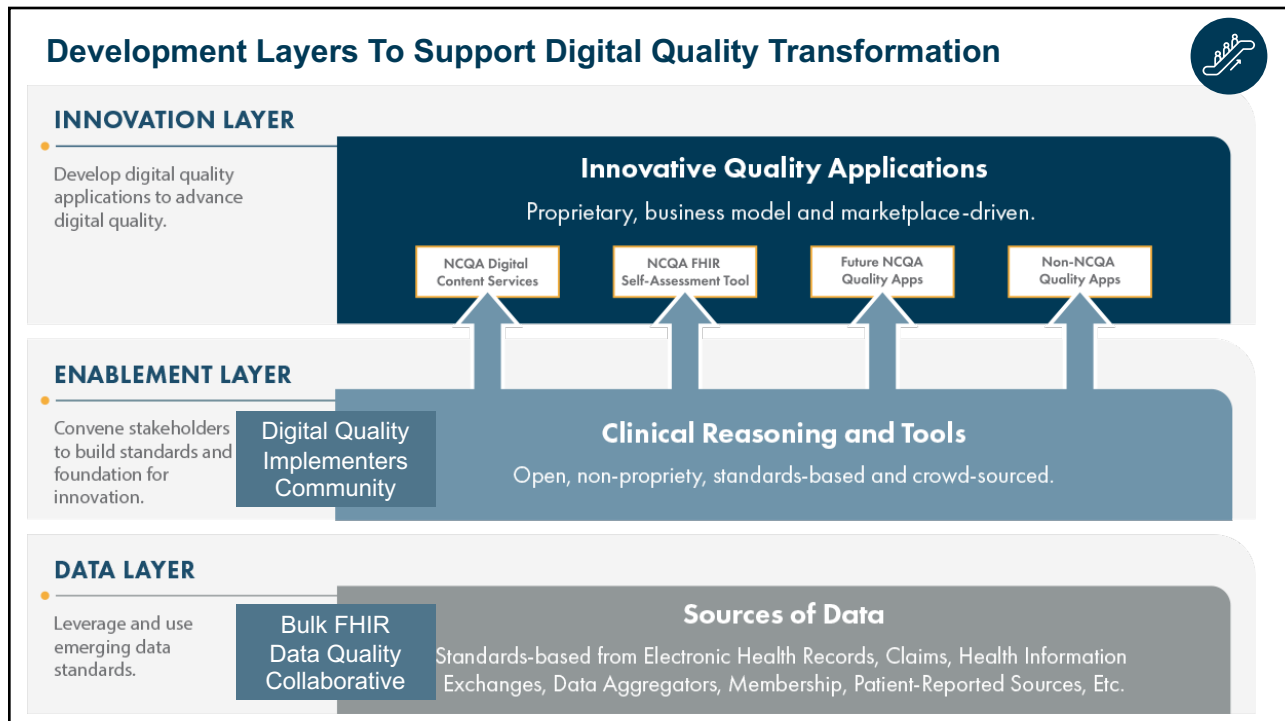 Development Layers To Support Digital Quality Transformation
INNOVATION LAYER
Develop digital quality
applications to advance
digital quality.
Innovative Quality Applications
Proprietary, business model and marketplace-driven.
NCQA Digital
Content Services
NCQA FHIR
Self-Assessment Tool
Future NCQA
Quality Apps
Non-NCQA
Quality Apps
ENABLEMENT LAYER
Convene stakeholders
to build standards and
foundation for
innovation.
Digital Quality
Implementers
Community
Clinical Reasoning and Tools
Open, non-propriety, standards-based and crowd-sourced.
DATA LAYER
Leverage and use
emerging data
standards.
Bulk FHIR
Data Quality
Collaborative
Sources of Data
Standards-based from Electronic Health Records, Claims, Health Information
Exchanges, Data Aggregators, Membership, Patient-Reported Sources, Etc.